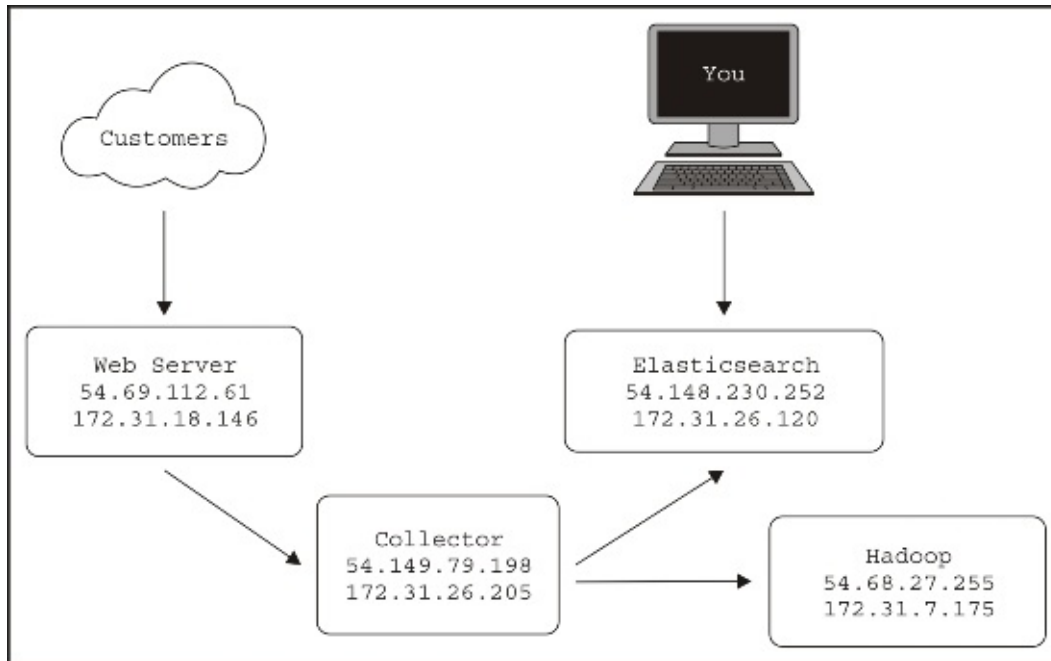 Customers
You
Web Server
54.69.112.61
172.31.18.146
Elasticsearch
54.148.230.252
172.31.26.120
Collector
54.149.79.198
172.31.26.205
Hadoop
54.68.27.255
172.31.7.175